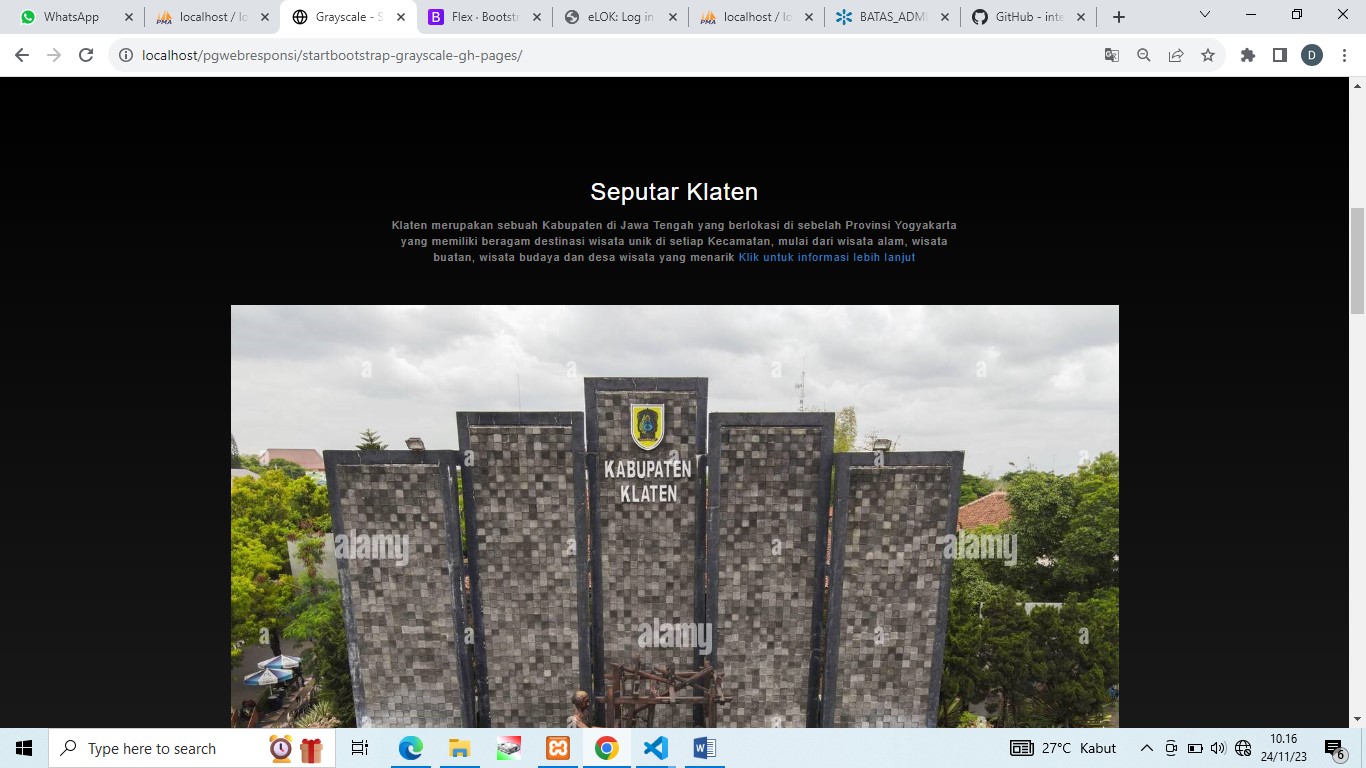 WhatsApp
localhost / lo
Grayscale - S
Flex · Bootstr
eLOK: Log in
localhost / lo
BATAS_ADMI
GitHub - inte
localhost/pgwebresponsi/startbootstrap-grayscale-gh-pages/
D
Seputar Klaten
Klaten merupakan sebuah Kabupaten di Jawa Tengah yang berlokasi di sebelah Provinsi Yogyakarta
yang memiliki beragam destinasi wisata unik di setiap Kecamatan, mulai dari wisata alam, wisata
buatan, wisata budaya dan desa wisata yang menarik Klik untuk informasi lebih lanjut
KABUPATEN
KLATEN
alamy
alamy
alamy
Type here to search
27°C Kabut
10.16
24/11/23
6